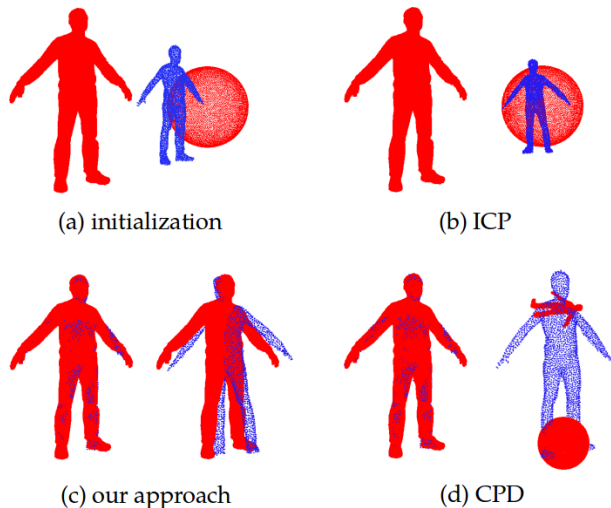 (a) initialization
(b) ICP
(c) our approach
(d) CPD